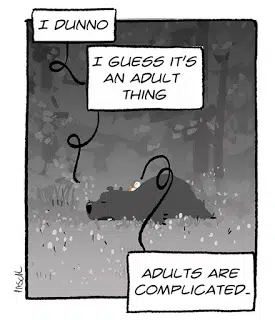 I DUNNO
I GUESS IT'S
AN ADULT
THING
ADULTS ARE
COMPLICATED..